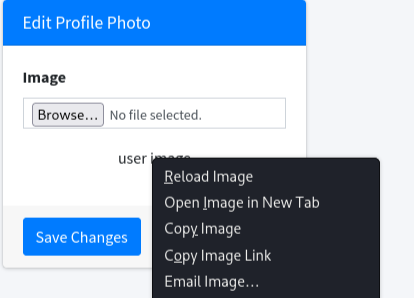 Edit Profile Photo
Image
Browse... No file selected.
user image
Reload Image
Open Image in New Tab
Copy Image
Copy Image Link
Email Image...
Save Changes